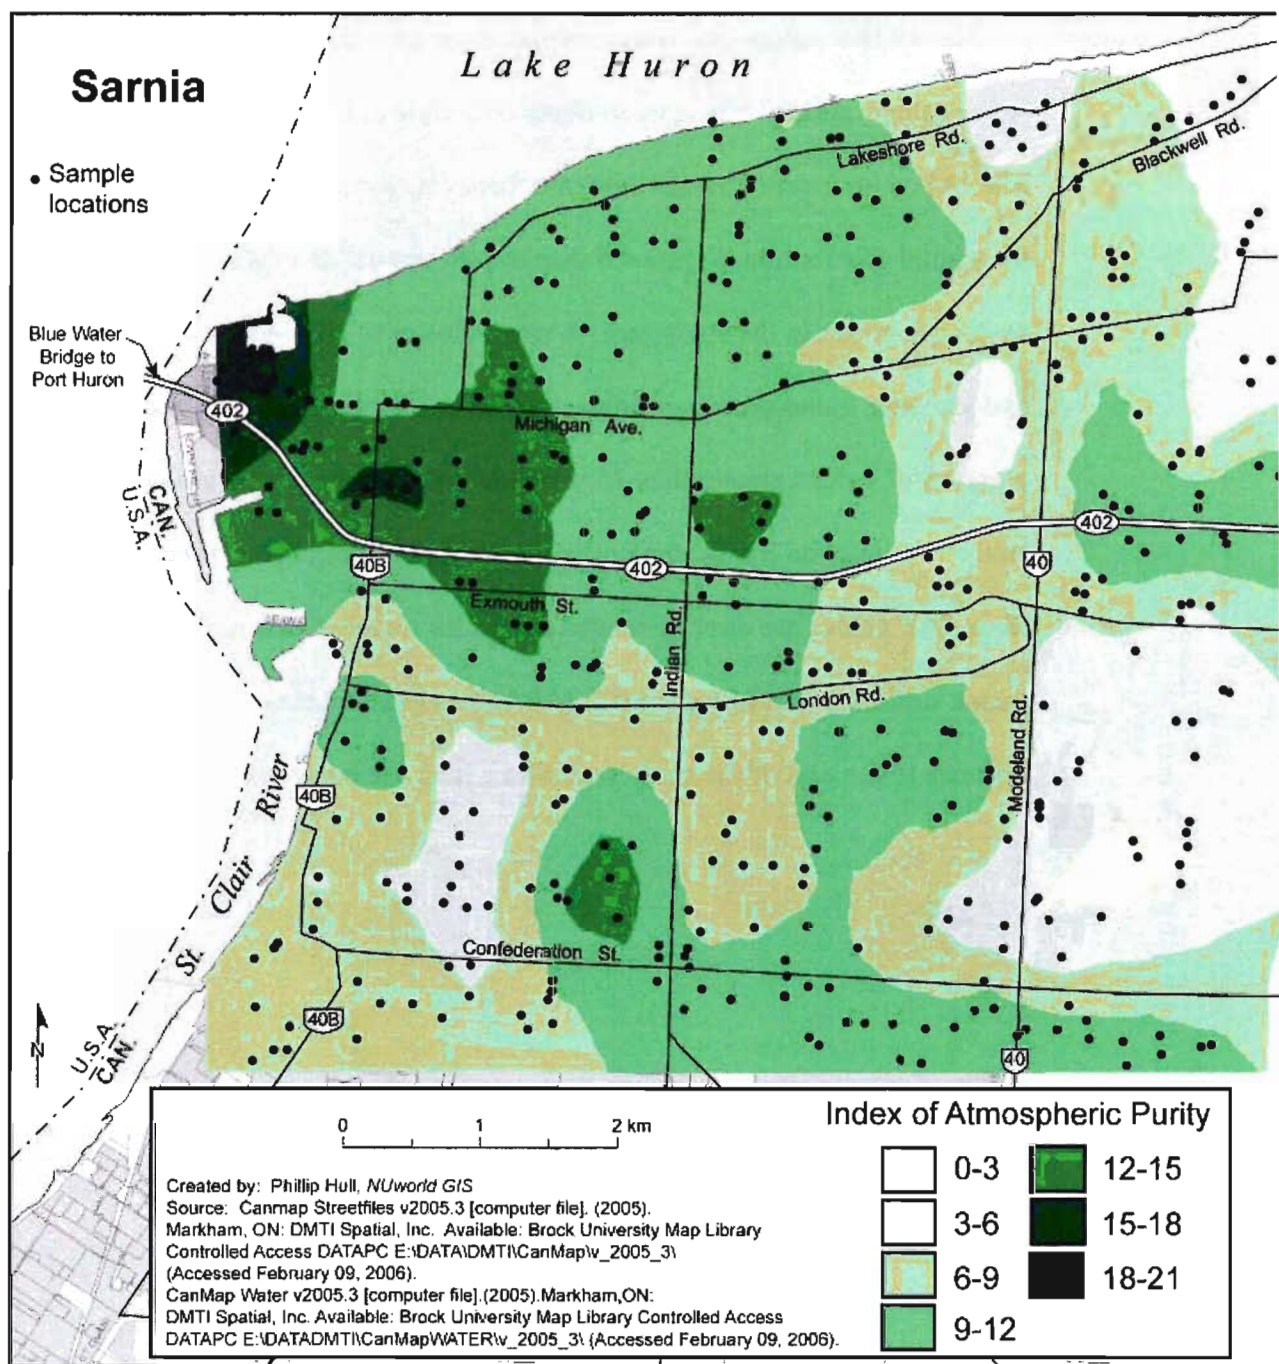 Sarnia
Lake Huron
• Sample
locations
Lakeshore Rd.
Blackwell Rd.
Blue Water
Bridge to
Port Huron
402
Michigan Ave.
CAN.
U.S.A.
402
40B
402
40
Exmouth St.
Indian Rd.
London Rd.
Modeland Rd.
40B
St. Clair River
Confederation St.
40B
U.S.A.
CAN.
N
40
0 1 2 km
Created by: Phillip Hull, NUworld GIS
Source: Canmap Streetfiles v2005.3 [computer file]. (2005).
Markham, ON: DMTI Spatial, Inc. Available: Brock University Map Library
Controlled Access DATAPC E:\DATA\DMTI\CanMap\v_2005_3\
(Accessed February 09, 2006).
CanMap Water v2005.3 [computer file].(2005).Markham,ON:
DMTI Spatial, Inc. Available: Brock University Map Library Controlled Access
DATAPC E:\DATADMTI\CanMapWATER\v_2005_3\ (Accessed February 09, 2006).
Index of Atmospheric Purity
0-3 12-15
3-6 15-18
6-9 18-21
9-12